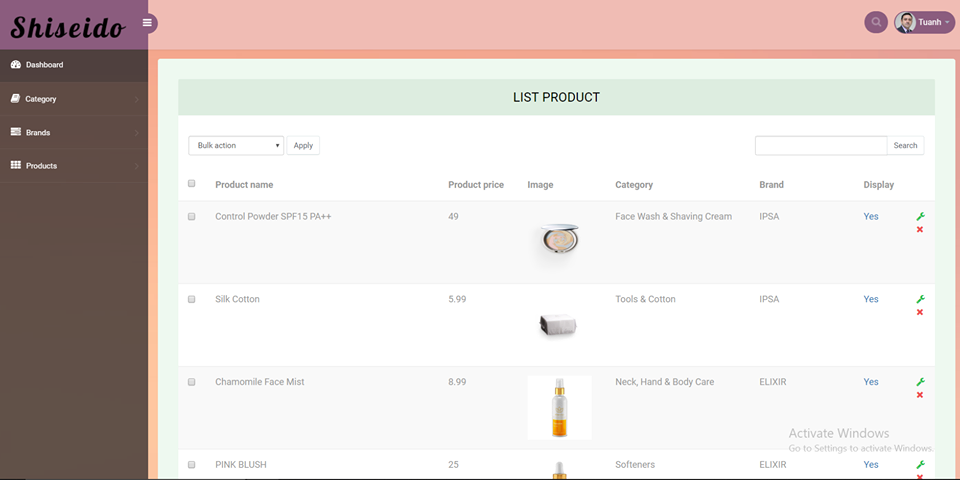 Shiseido
Tuanh
Dashboard
Category
Brands
Products
LIST PRODUCT
Bulk action
Apply
Search
Product name Product price Image Category Brand Display
Control Powder SPF15 PA++ 49 Face Wash & Shaving Cream IPSA Yes
Silk Cotton 5.99 Tools & Cotton IPSA Yes
Chamomile Face Mist 8.99 Neck, Hand & Body Care ELIXIR Yes
PINK BLUSH 25 Softeners ELIXIR Yes
Activate Windows
Go to Settings to activate Windows.